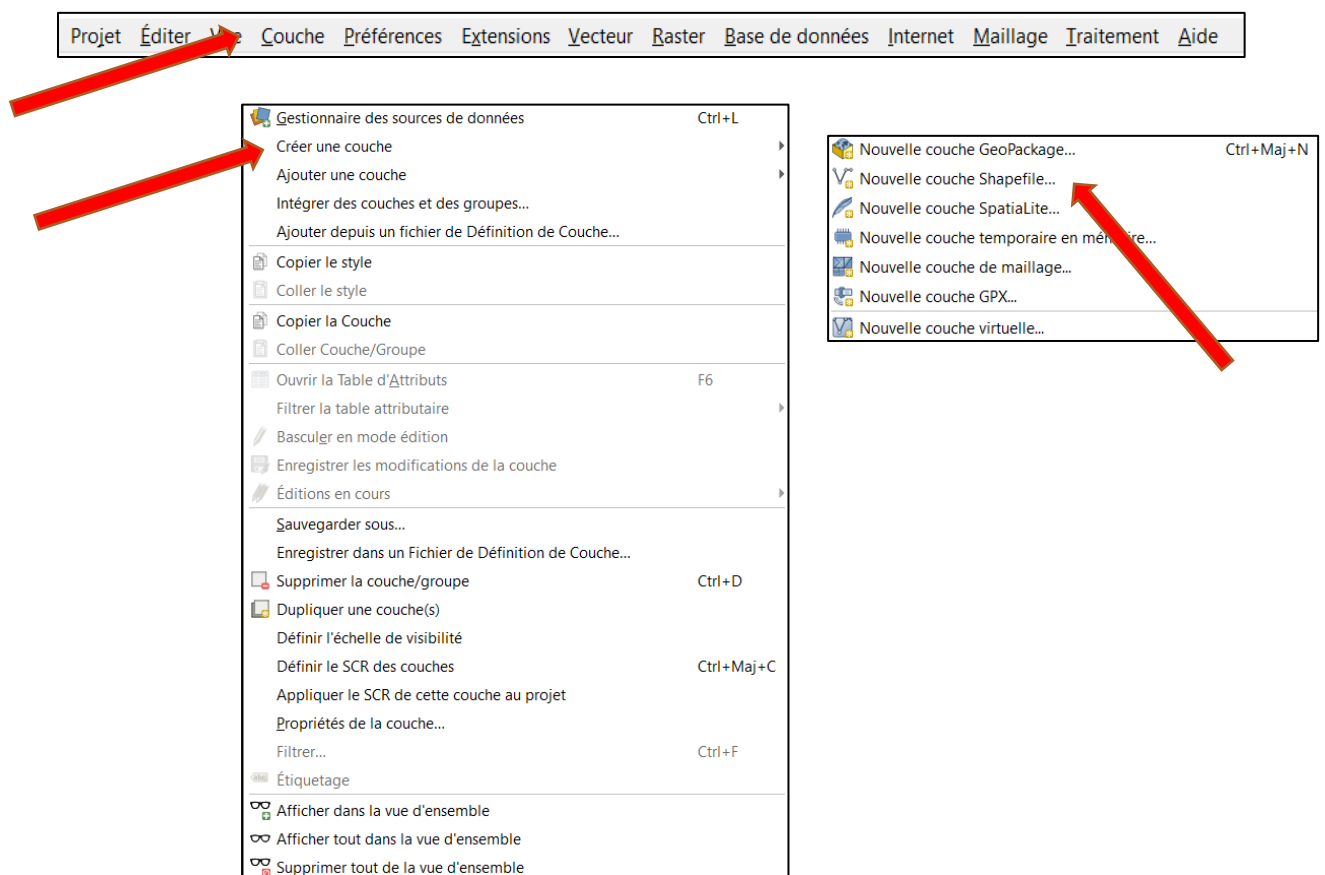 Projet Éditer Couche Préférences Extensions Vecteur Raster Base de données Internet Maillage Traitement Aide
Gestionnaire des sources de données Ctrl+L
Créer une couche
Ajouter une couche
Intégrer des couches et des groupes...
Ajouter depuis un fichier de Définition de Couche...
Copier le style
Coller le style
Copier la Couche
Coller Couche/Groupe
Ouvrir la Table d'Attributs F6
Filtrer la table attributaire
Basculer en mode édition
Enregistrer les modifications de la couche
Éditions en cours
Sauvegarder sous...
Enregistrer dans un Fichier de Définition de Couche...
Supprimer la couche/groupe Ctrl+D
Dupliquer une couche(s)
Définir l'échelle de visibilité
Définir le SCR des couches Ctrl+Maj+C
Appliquer le SCR de cette couche au projet
Propriétés de la couche...
Filtrer... Ctrl+F
abc Étiquetage
Afficher dans la vue d'ensemble
Afficher tout dans la vue d'ensemble
Supprimer tout de la vue d'ensemble
Nouvelle couche GeoPackage... Ctrl+Maj+N
Nouvelle couche Shapefile...
Nouvelle couche SpatiaLite...
Nouvelle couche temporaire en mémoire...
Nouvelle couche de maillage...
Nouvelle couche GPX...
Nouvelle couche virtuelle...